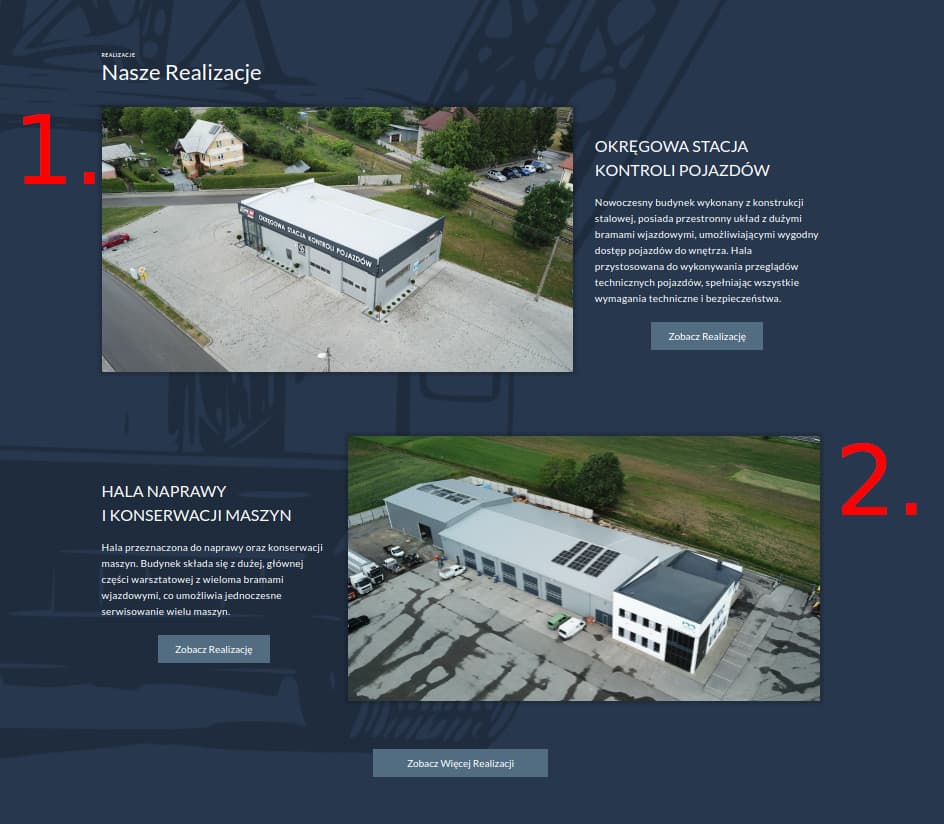 REALIZACJE
Nasze Realizacje
1.
OKRĘGOWA STACJA KONTROLI POJAZDÓW
OKRĘGOWA STACJA
KONTROLI POJAZDÓW
Nowoczesny budynek wykonany z konstrukcji
stalowej, posiada przestronny układ z dużymi
bramami wjazdowymi, umożliwiającymi wygodny
dostęp pojazdów do wnętrza. Hala
przystosowana do wykonywania przeglądów
technicznych pojazdów, spełniając wszystkie
wymagania techniczne i bezpieczeństwa.
Zobacz Realizację
2.
HALA NAPRAWY
I KONSERWACJI MASZYN
Hala przeznaczona do naprawy oraz konserwacji
maszyn. Budynek składa się z dużej, głównej
części warsztatowej z wieloma bramami
wjazdowymi, co umożliwia jednoczesne
serwisowanie wielu maszyn.
Zobacz Realizację
Zobacz Więcej Realizacji